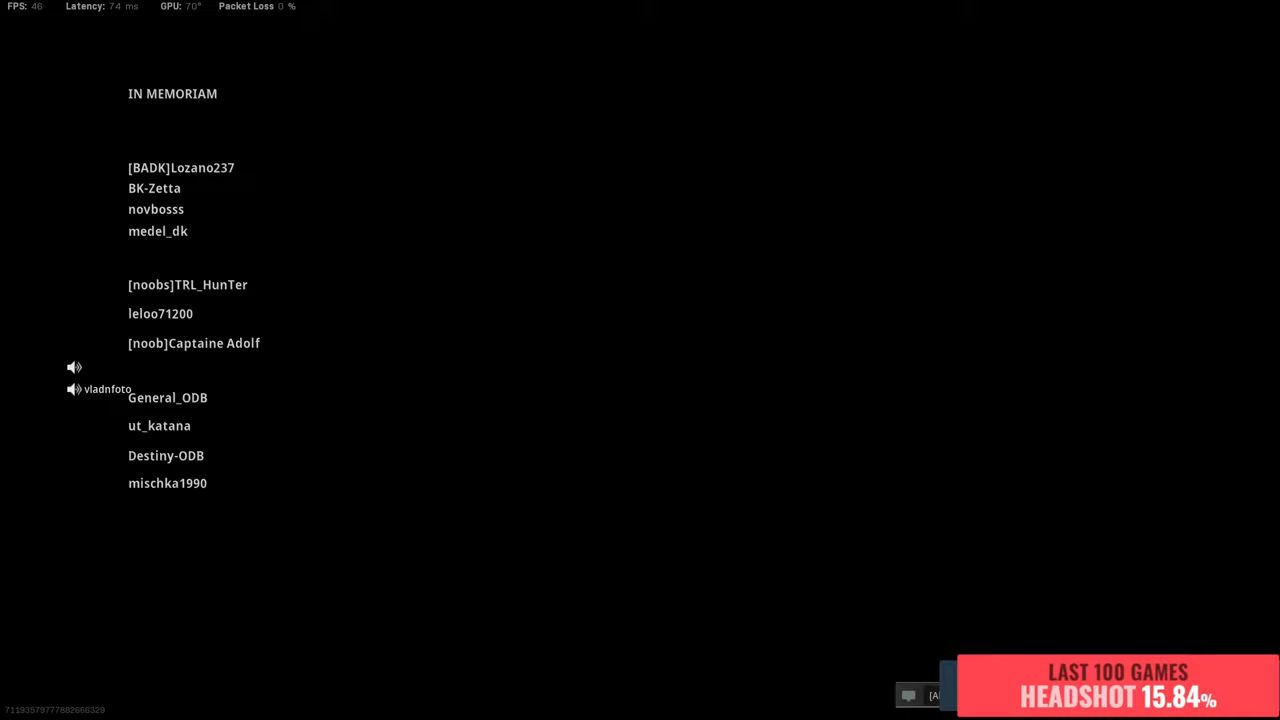 FPS: 46 Latency: 74 ms GPU: 70° Packet Loss 0 %
IN MEMORIAM
[BADK]Lozano237
BK-Zetta
novbosss
medel_dk
[noobs]TRL_HunTer
leloo71200
[noob]Captaine Adolf
vladnfoto
General_ODB
ut_katana
Destiny-ODB
mischka1990
[A
LAST 100 GAMES
HEADSHOT 15.84%
71193579777882666329